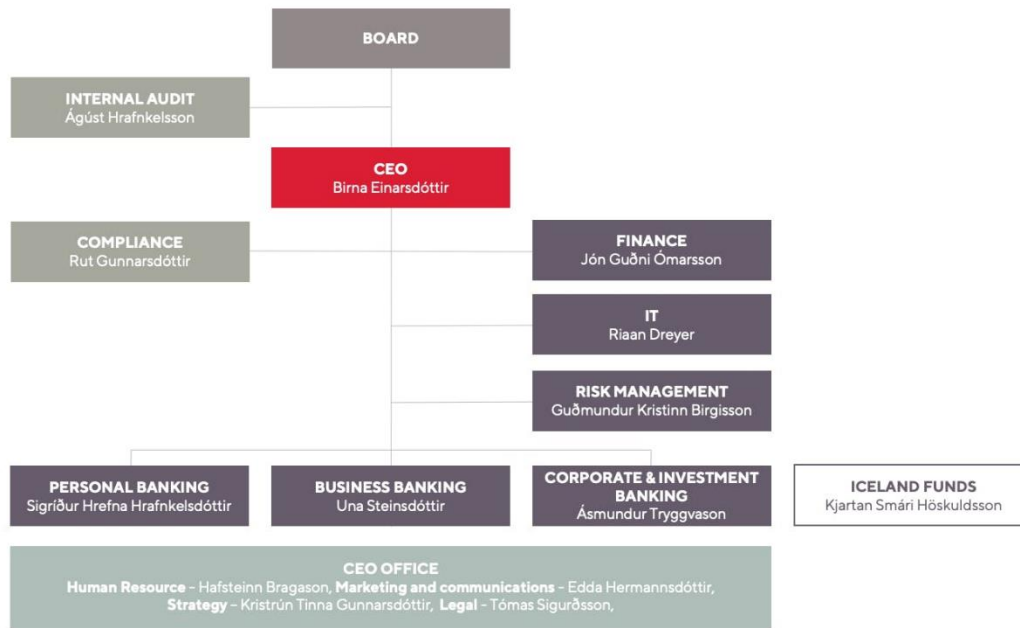 BOARD
INTERNAL AUDIT
Ágúst Hrafnkelsson
CEO
Birna Einarsdóttir
COMPLIANCE
Rut Gunnarsdóttir
FINANCE
Jón Guðni Ómarsson
IT
Riaan Dreyer
RISK MANAGEMENT
Guðmundur Kristinn Birgisson
PERSONAL BANKING
Sigríður Hrefna Hrafnkelsdóttir
BUSINESS BANKING
Una Steinsdóttir
CORPORATE & INVESTMENT
BANKING
Ásmundur Tryggvason
ICELAND FUNDS
Kjartan Smári Höskuldsson
CEO OFFICE
Human Resource - Hafsteinn Bragason, Marketing and communications - Edda Hermannsdóttir,
Strategy – Kristrún Tinna Gunnarsdóttir, Legal - Tómas Sigurðsson,